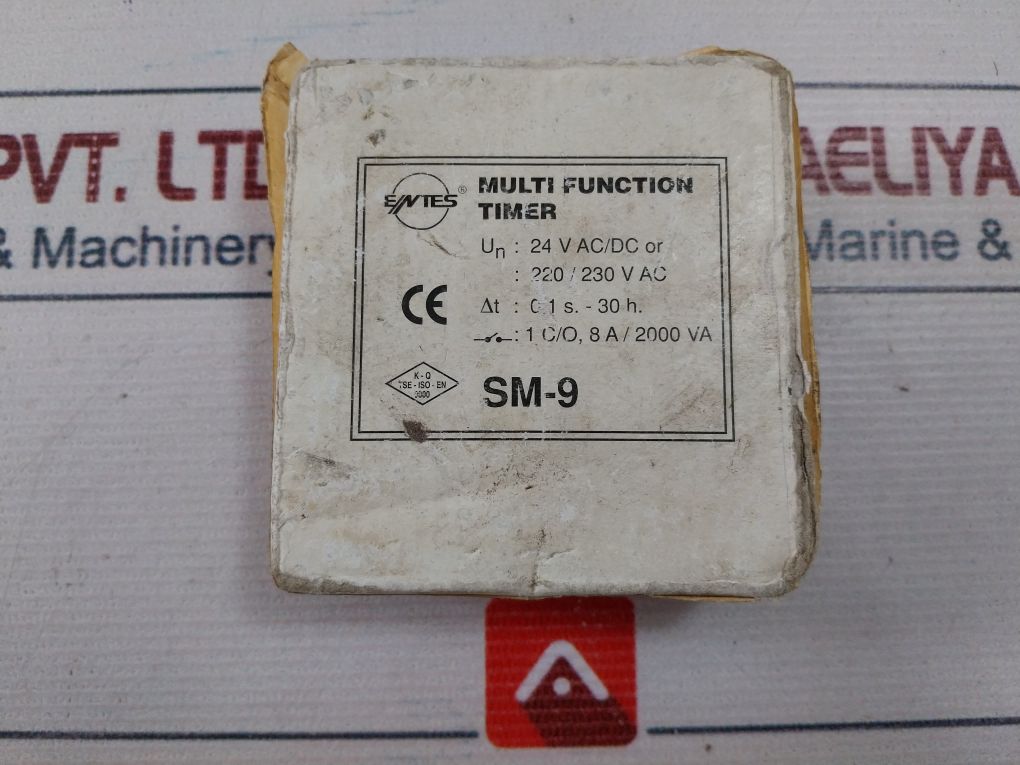 PVT. LTD
AELIYA
& Machinery
Marine &
ENTES ®
MULTI FUNCTION
TIMER
Un : 24 V AC/DC or
: 220 / 230 V AC
Δt : 0.1 s. - 30 h.
: 1 C/O, 8 A / 2000 VA
CE
K - Q
TSE - ISO - EN
9000
SM-9